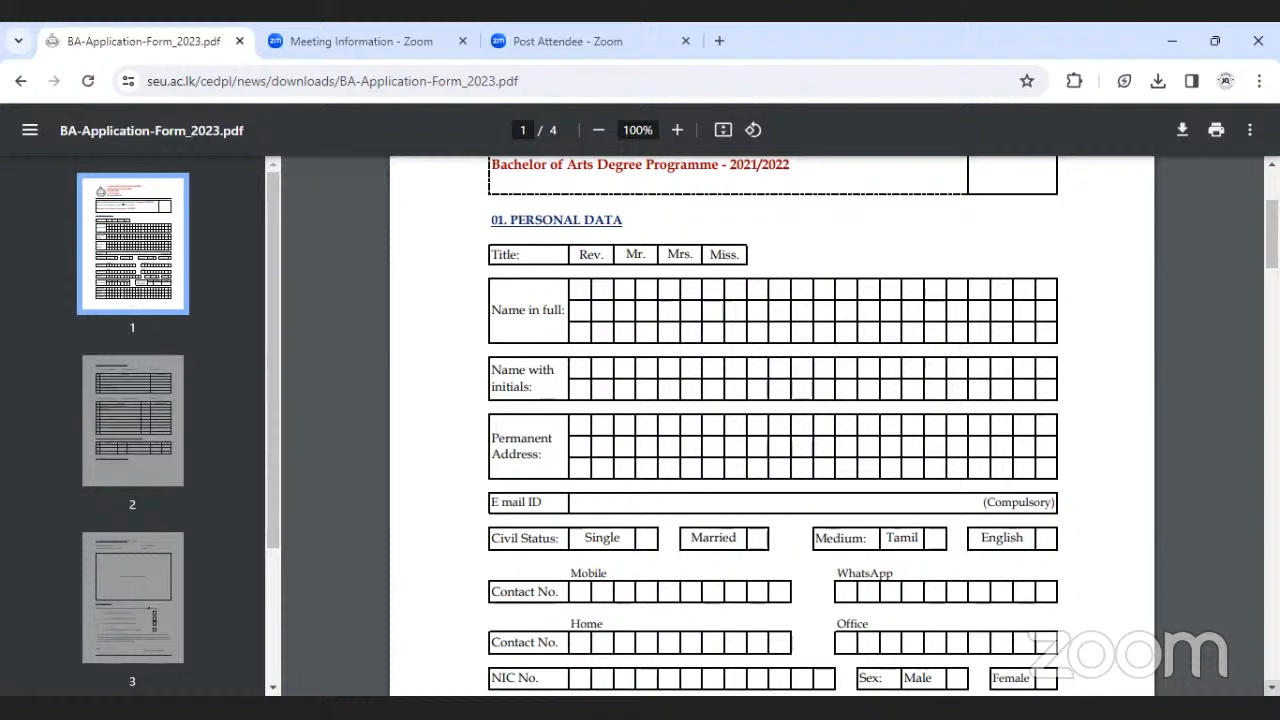 BA-Application-Form_2023.pdf
Meeting Information - Zoom
Post Attendee - Zoom
seu.ac.lk/cedpl/news/downloads/BA-Application-Form_2023.pdf
BA-Application-Form_2023.pdf
1 / 4
100%
1
2
3
Bachelor of Arts Degree Programme - 2021/2022
01. PERSONAL DATA
Title: Rev. Mr. Mrs. Miss.
Name in full:
Name with
initials:
Permanent
Address:
E mail ID (Compulsory)
Civil Status: Single Married Medium: Tamil English
Mobile WhatsApp
Contact No.
Home Office
Contact No.
NIC No. Sex: Male Female
zoom